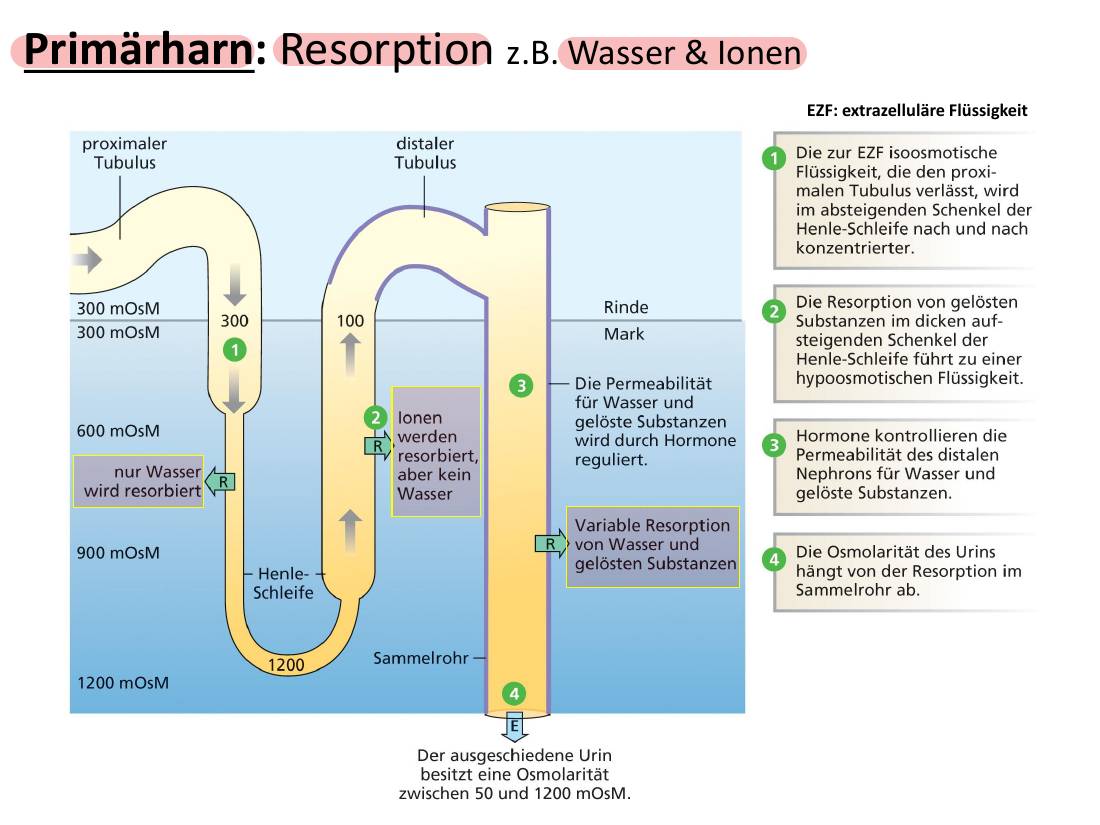 Primärharn: Resorption z.B. Wasser & Ionen
EZF: extrazelluläre Flüssigkeit
proximaler
Tubulus
distaler
Tubulus
300 mOsM
300 mOsM
600 mOsM
900 mOsM
1200 mOsM
300
1
100
Rinde
Mark
nur Wasser
wird resorbiert
R
2
R
Ionen
werden
resorbiert,
aber kein
Wasser
Henle-
Schleife
1200
3
Die Permeabilität
für Wasser und
gelöste Substanzen
wird durch Hormone
reguliert.
R
Variable Resorption
von Wasser und
gelösten Substanzen
Sammelrohr
4
E
Der ausgeschiedene Urin
besitzt eine Osmolarität
zwischen 50 und 1200 mOsM.
1
Die zur EZF isoosmotische
Flüssigkeit, die den proxi-
malen Tubulus verlässt, wird
im absteigenden Schenkel der
Henle-Schleife nach und nach
konzentrierter.
2
Die Resorption von gelösten
Substanzen im dicken auf-
steigenden Schenkel der
Henle-Schleife führt zu einer
hypoosmotischen Flüssigkeit.
3
Hormone kontrollieren die
Permeabilität des distalen
Nephrons für Wasser und
gelöste Substanzen.
4
Die Osmolarität des Urins
hängt von der Resorption im
Sammelrohr ab.